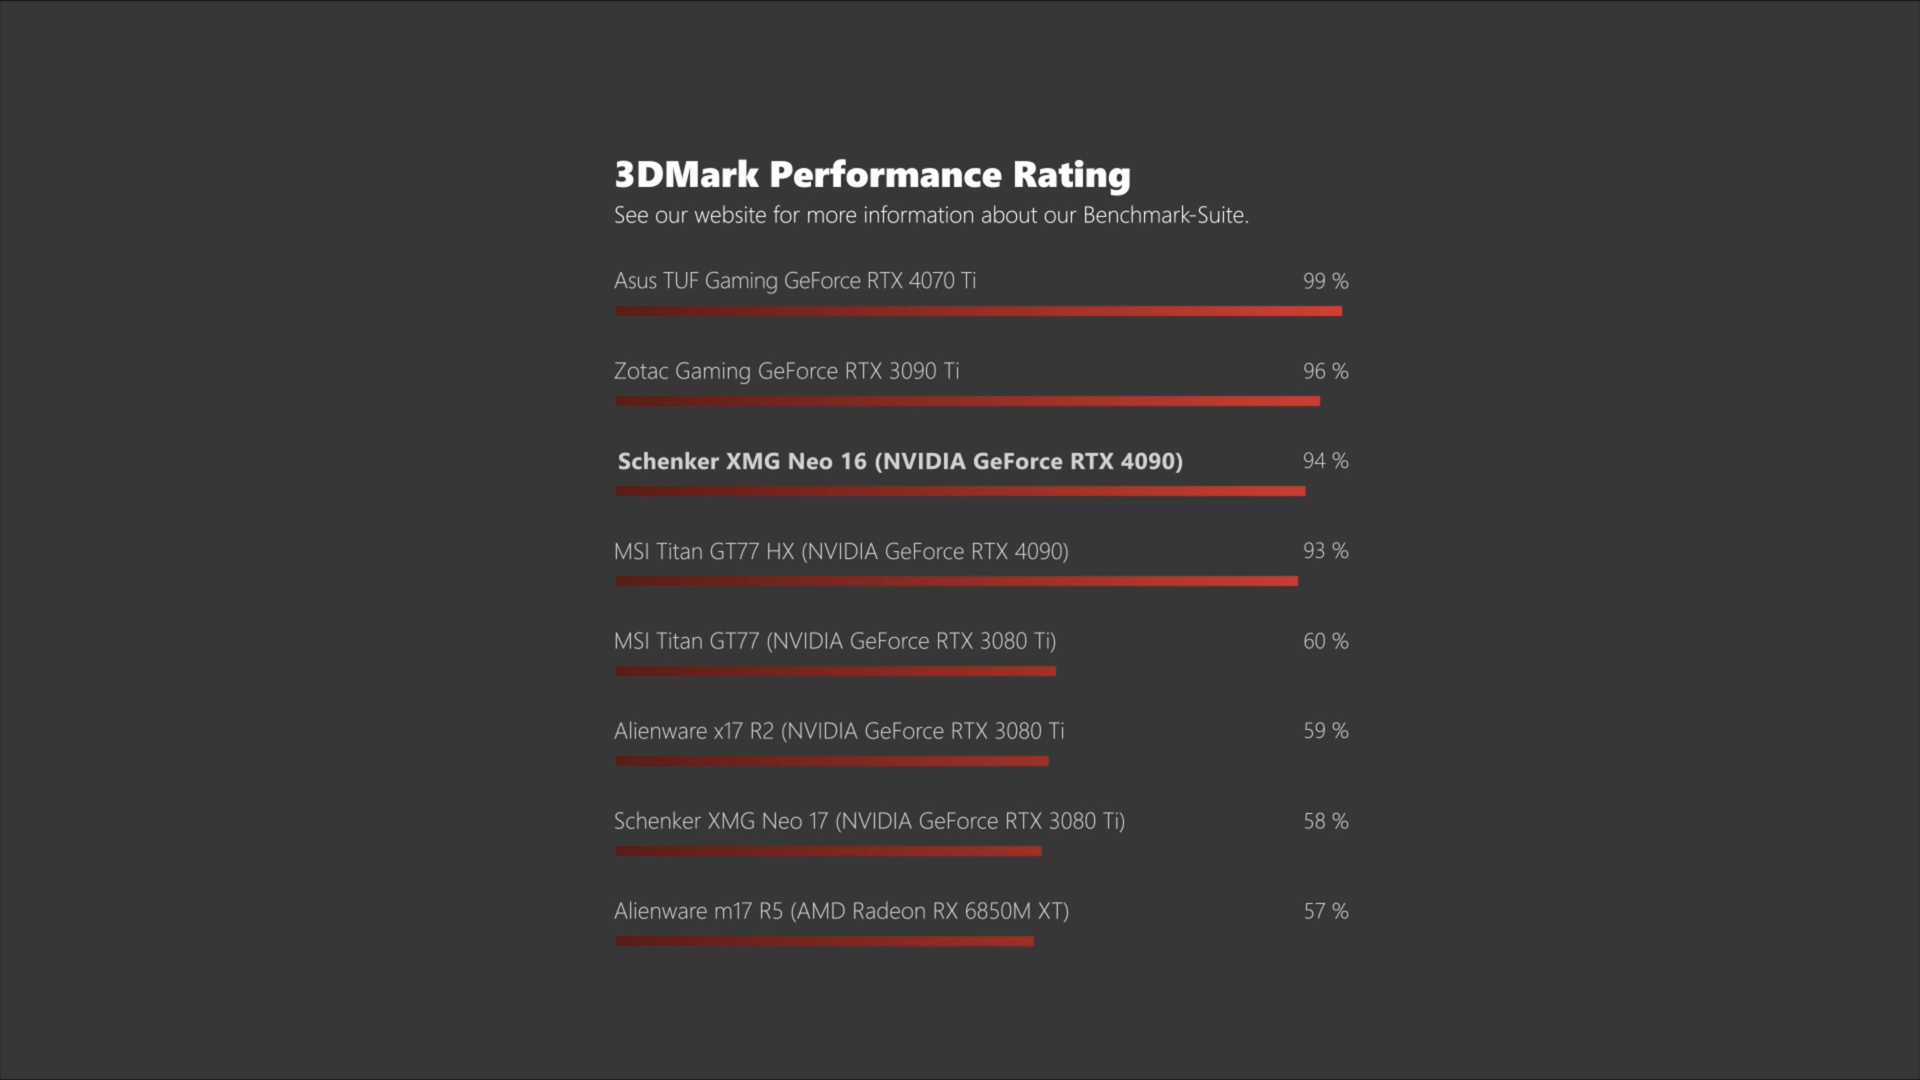 3DMark Performance Rating
See our website for more information about our Benchmark-Suite.
Asus TUF Gaming GeForce RTX 4070 Ti 99 %
Zotac Gaming GeForce RTX 3090 Ti 96 %
Schenker XMG Neo 16 (NVIDIA GeForce RTX 4090) 94 %
MSI Titan GT77 HX (NVIDIA GeForce RTX 4090) 93 %
MSI Titan GT77 (NVIDIA GeForce RTX 3080 Ti) 60 %
Alienware x17 R2 (NVIDIA GeForce RTX 3080 Ti 59 %
Schenker XMG Neo 17 (NVIDIA GeForce RTX 3080 Ti) 58 %
Alienware m17 R5 (AMD Radeon RX 6850M XT) 57 %